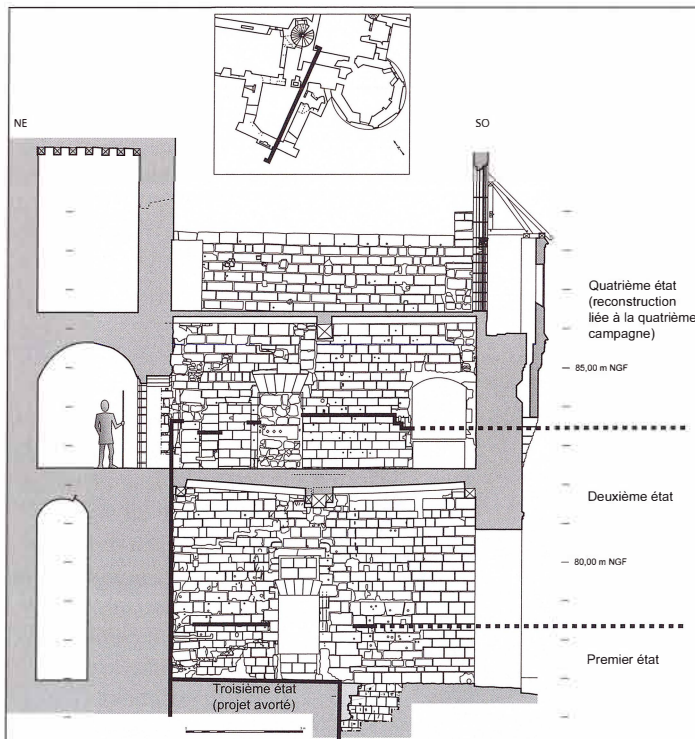 NE
SO
Quatrième état
(reconstruction
liée à la quatrième
campagne)
85,00 m NGF
Deuxième état
80,00 m NGF
Premier état
Troisième état
(projet avorté)